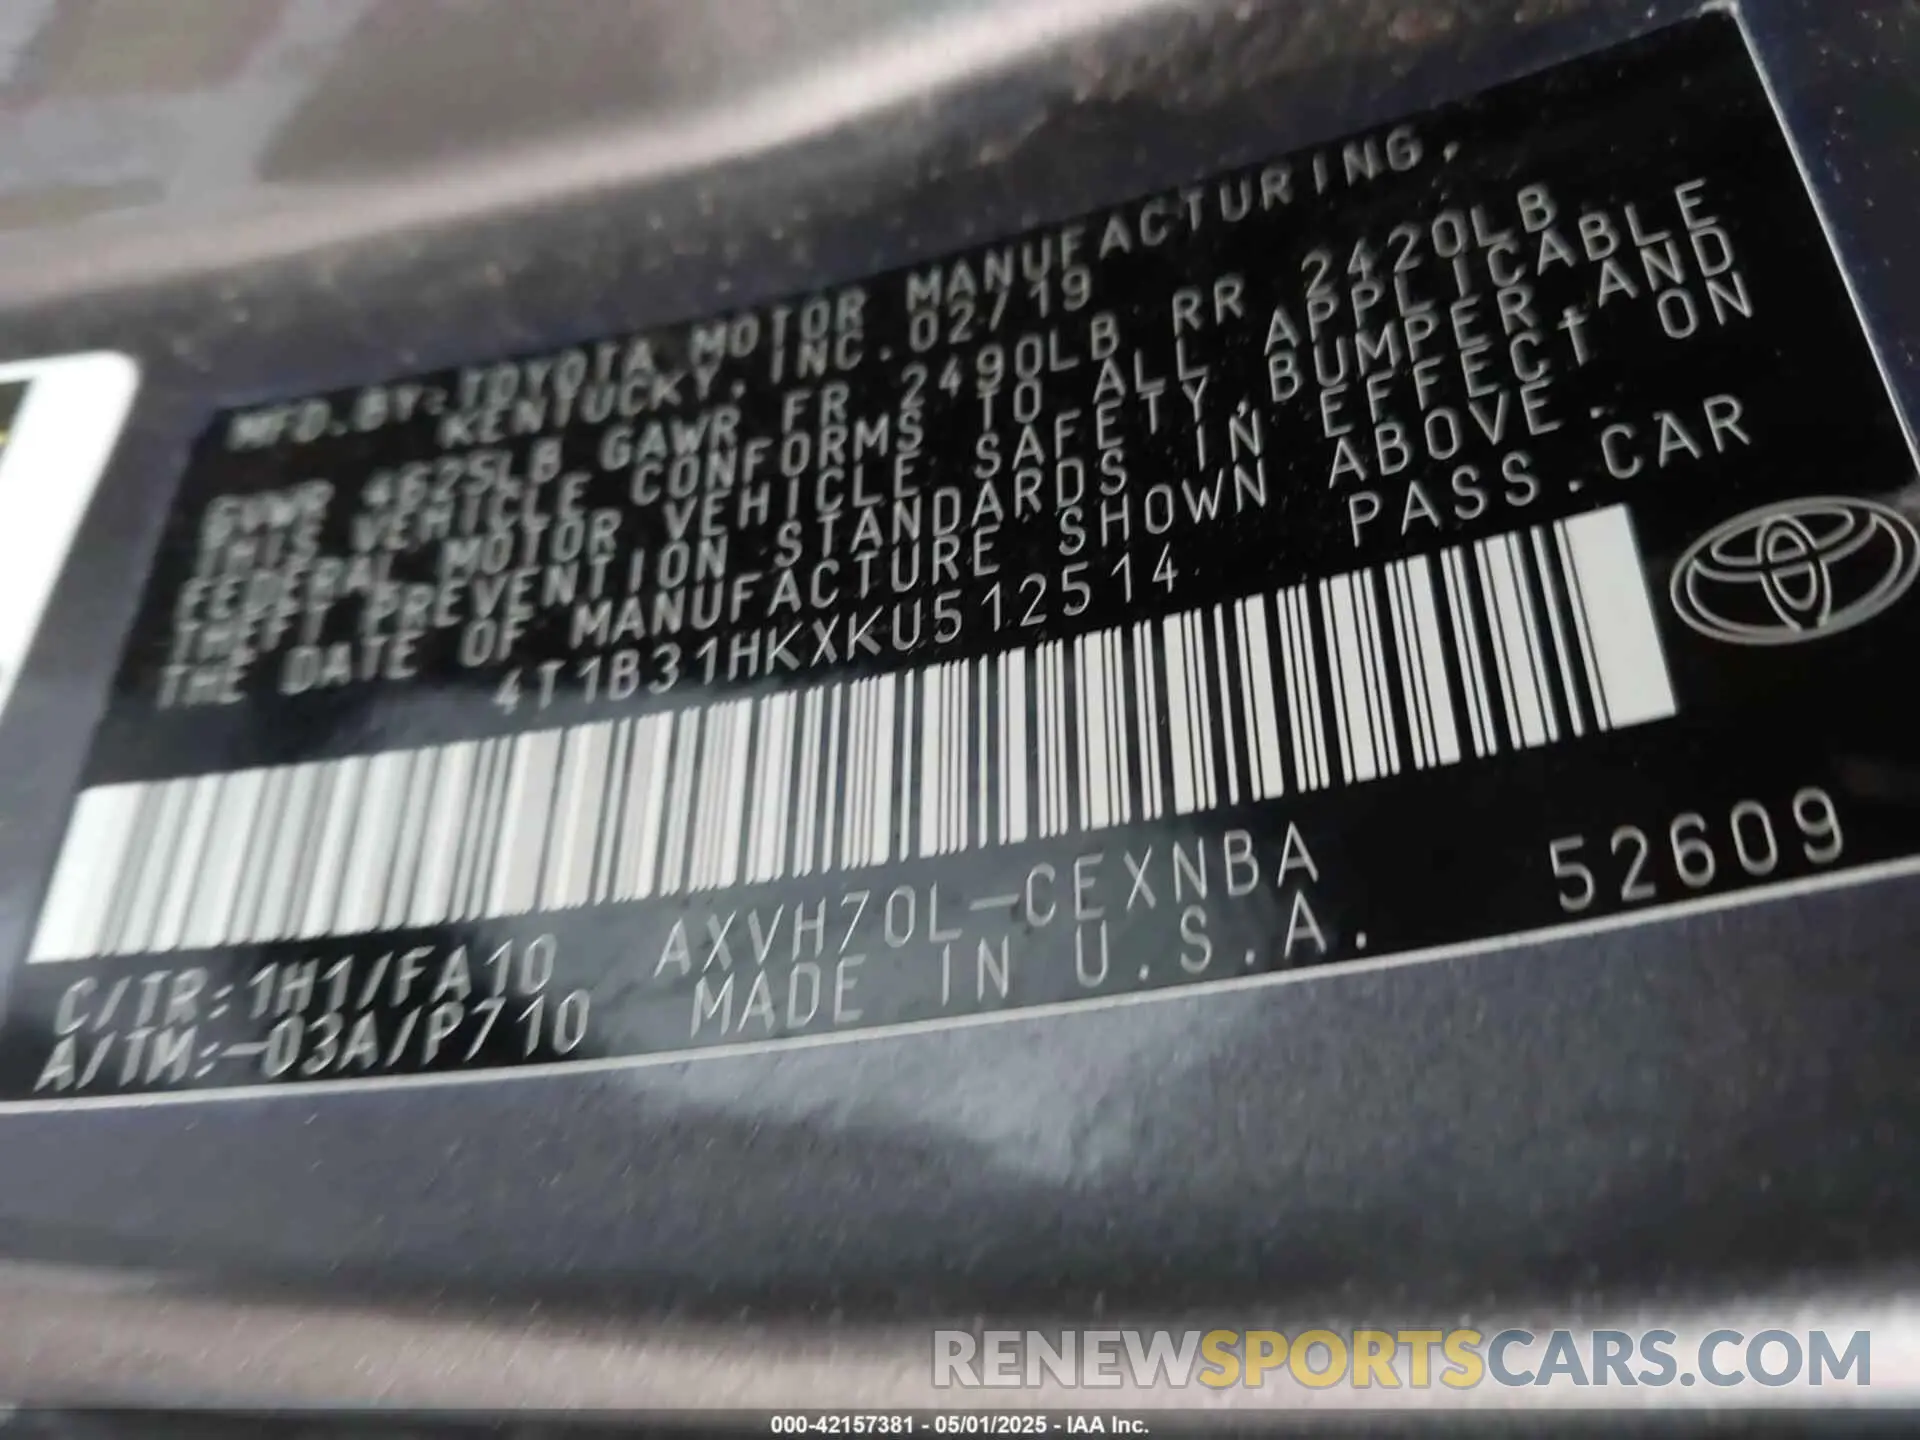 MFD.BY:TOYOTA MOTOR MANUFACTURING,
KENTUCKY, INC. 02/19
GVWR 4625LB GAWR FR 2490LB RR 2420LB
THIS VEHICLE CONFORMS TO ALL APPLICABLE
FEDERAL MOTOR VEHICLE SAFETY,BUMPER,AND
THEFT PREVENTION STANDARDS IN EFFECT ON
THE DATE OF MANUFACTURE SHOWN ABOVE.
4T1B31HKXKU512514 PASS.CAR
C/TR:1H1/FA10 AXVH70L-CEXNBA 52609
A/TM:-03A/P710 MADE IN U.S.A.
RENEWSPORTSCARS.COM
000-42157381 - 05/01/2025 - IAA Inc.